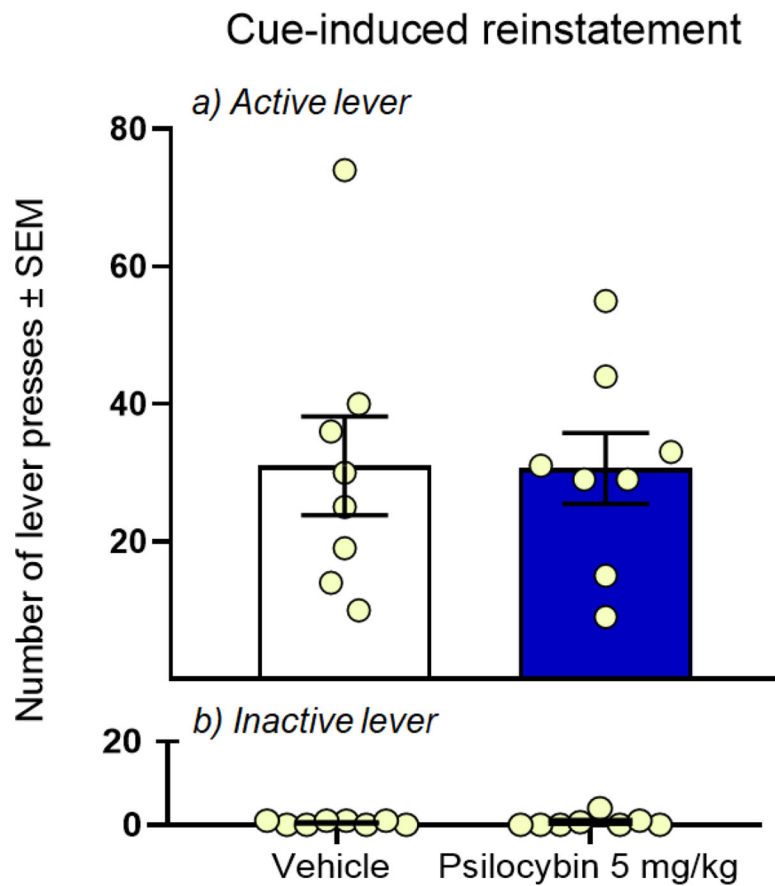 Cue-induced reinstatement
a) Active lever
80
60
40
20
Number of lever presses ± SEM
b) Inactive lever
20
0
Vehicle
Psilocybin 5 mg/kg